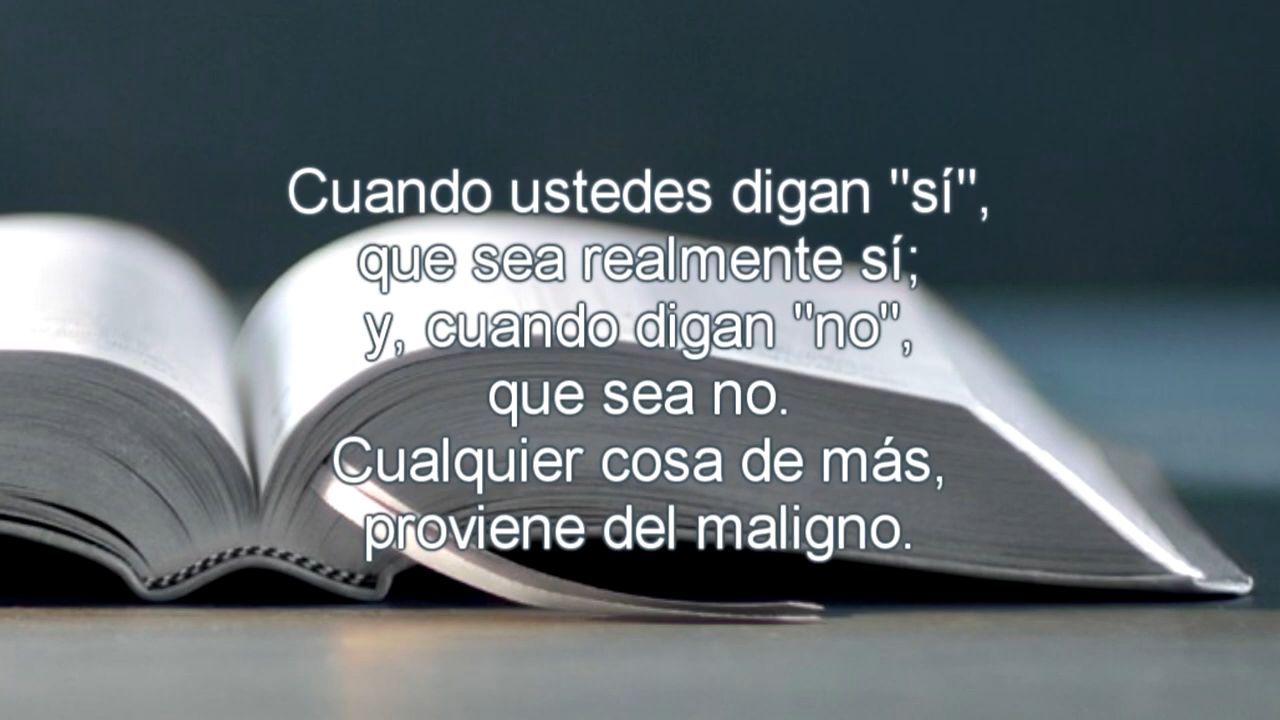 Cuando ustedes digan "sí",
que sea realmente sí;
y, cuando digan "no",
que sea no.
Cualquier cosa de más,
proviene del maligno.